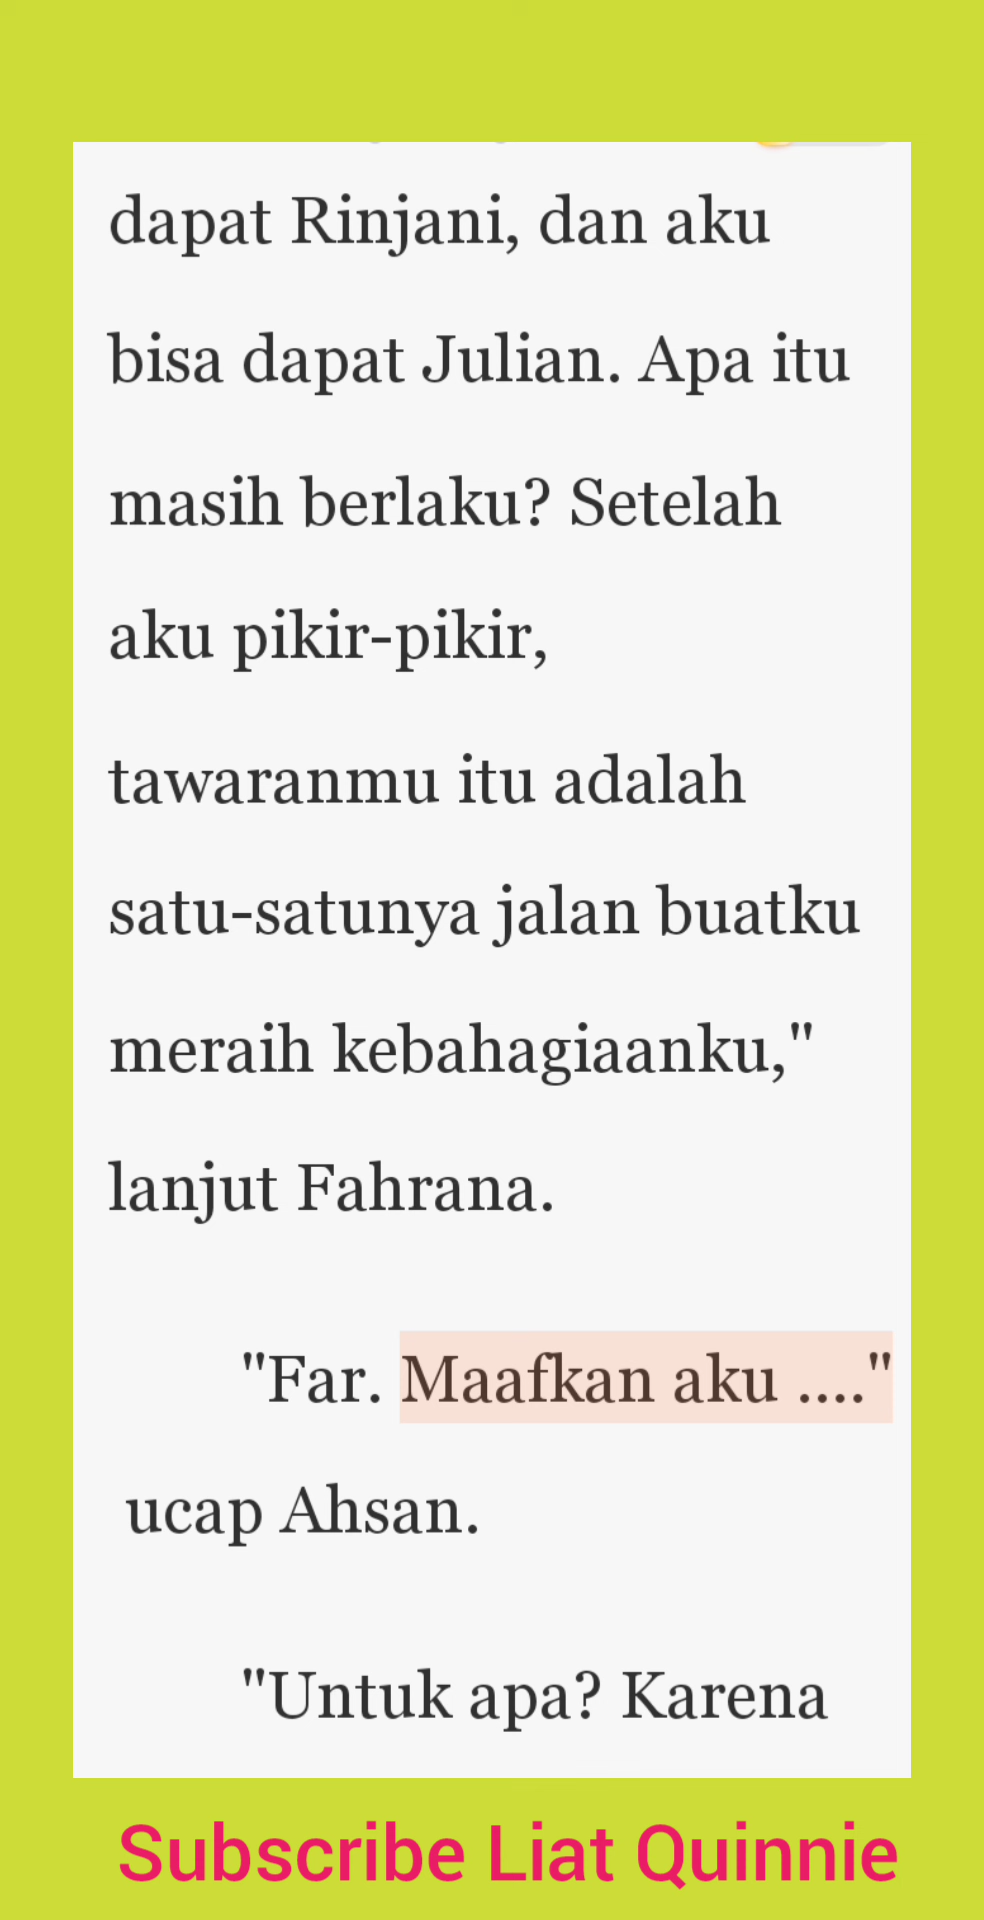 dapat Rinjani, dan aku
bisa dapat Julian. Apa itu
masih berlaku? Setelah
aku pikir-pikir,
tawaranmu itu adalah
satu-satunya jalan buatku
meraih kebahagiaanku,"
lanjut Fahrana.
"Far. Maafkan aku ...."
ucap Ahsan.
"Untuk apa? Karena
Subscribe Liat Quinnie